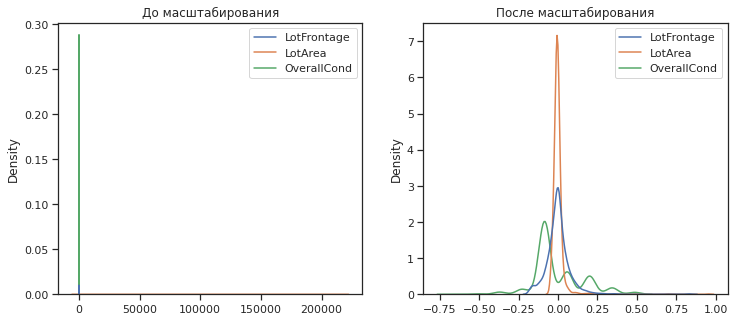 До масштабирования
LotFrontage
LotArea
OverallCond
Density
0.30
0.25
0.20
0.15
0.10
0.05
0.00
0
50000
100000
150000
200000
После масштабирования
LotFrontage
LotArea
OverallCond
Density
7
6
5
4
3
2
1
0
−0.75
−0.50
−0.25
0.00
0.25
0.50
0.75
1.00